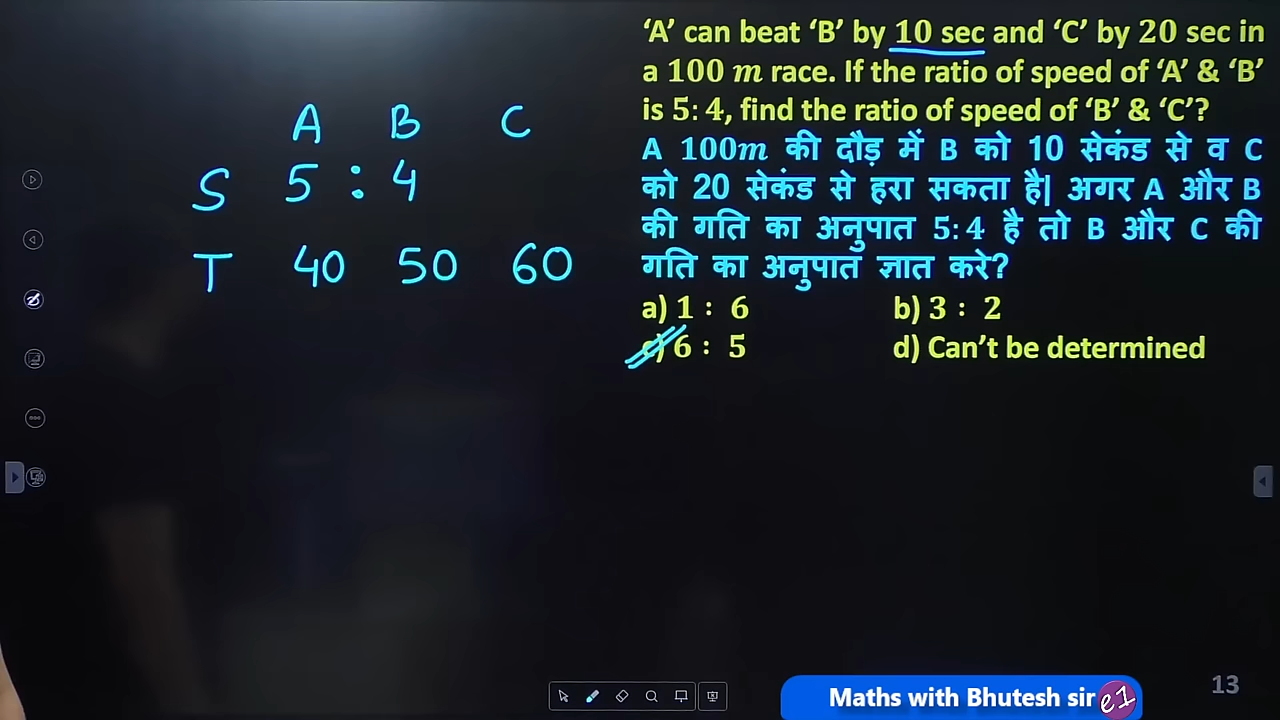 ‘A’ can beat ‘B’ by 10 sec and ‘C’ by 20 sec in
a 100 m race. If the ratio of speed of ‘A’ & ‘B’
is 5: 4, find the ratio of speed of ‘B’ & ‘C’?
A 100m की दौड़ में B को 10 सेकंड से व C
को 20 सेकंड से हरा सकता है| अगर A और B
की गति का अनुपात 5: 4 है तो B और C की
गति का अनुपात ज्ञात करे?
a) 1 : 6 b) 3 : 2
c) 6 : 5 d) Can’t be determined
A B C
S 5 : 4
T 40 50 60
Maths with Bhutesh sir e1
13